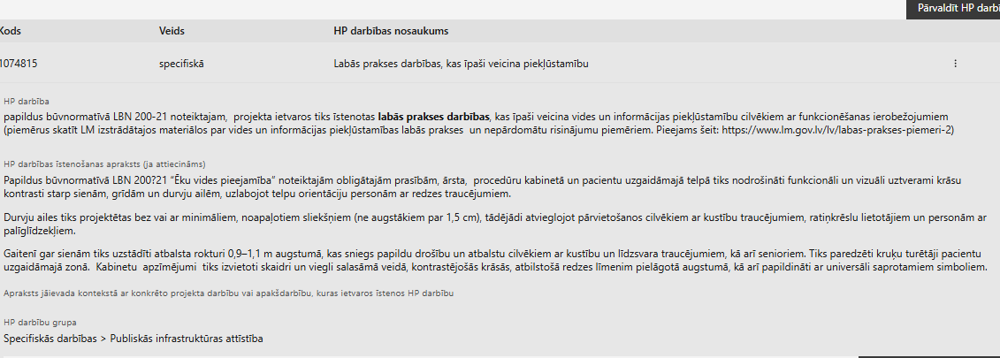 Pārvaldīt HP darbī
Kods Veids HP darbības nosaukums
1074815 specifiskā Labās prakses darbības, kas īpaši veicina piekļūstamību
HP darbība
papildus būvnormatīvā LBN 200-21 noteiktajam, projekta ietvaros tiks īstenotas labās prakses darbības, kas īpaši veicina vides un informācijas piekļūstamību cilvēkiem ar funkcionēšanas ierobežojumiem
(piemērus skatīt LM izstrādātajos materiālos par vides un informācijas piekļūstamības labās prakses un nepārdomātu risinājumu piemēriem. Pieejams šeit: https://www.lm.gov.lv/lv/labas-prakses-piemeri-2)
HP darbības īstenošanas apraksts (ja attiecināms)
Papildus būvnormatīvā LBN 200?21 “Ēku vides pieejamība” noteiktajām obligātajām prasībām, ārsta, procedūru kabinetā un pacientu uzgaidāmajā telpā tiks nodrošināti funkcionāli un vizuāli uztverami krāsu
kontrasti starp sienām, grīdām un durvju ailēm, uzlabojot telpu orientāciju personām ar redzes traucējumiem.
Durvju ailes tiks projektētas bez vai ar minimāliem, noapaļotiem sliekšņiem (ne augstākiem par 1,5 cm), tādējādi atvieglojot pārvietošanos cilvēkiem ar kustību traucējumiem, ratiņkrēslu lietotājiem un personām ar
palīglīdzekļiem.
Gaitenī gar sienām tiks uzstādīti atbalsta rokturi 0,9–1,1 m augstumā, kas sniegs papildu drošību un atbalstu cilvēkiem ar kustību un līdzsvara traucējumiem, kā arī senioriem. Tiks paredzēti kruķu turētāji pacientu
uzgaidāmajā zonā. Kabinetu apzīmējumi tiks izvietoti skaidri un viegli salasāmā veidā, kontrastējošās krāsās, atbilstošā redzes līmenim pielāgotā augstumā, kā arī papildināti ar universāli saprotamiem simboliem.
Apraksts jāievada kontekstā ar konkrēto projekta darbību vai apakšdarbību, kuras ietvaros īstenos HP darbību
HP darbību grupa
Specifiskās darbības > Publiskās infrastruktūras attīstība